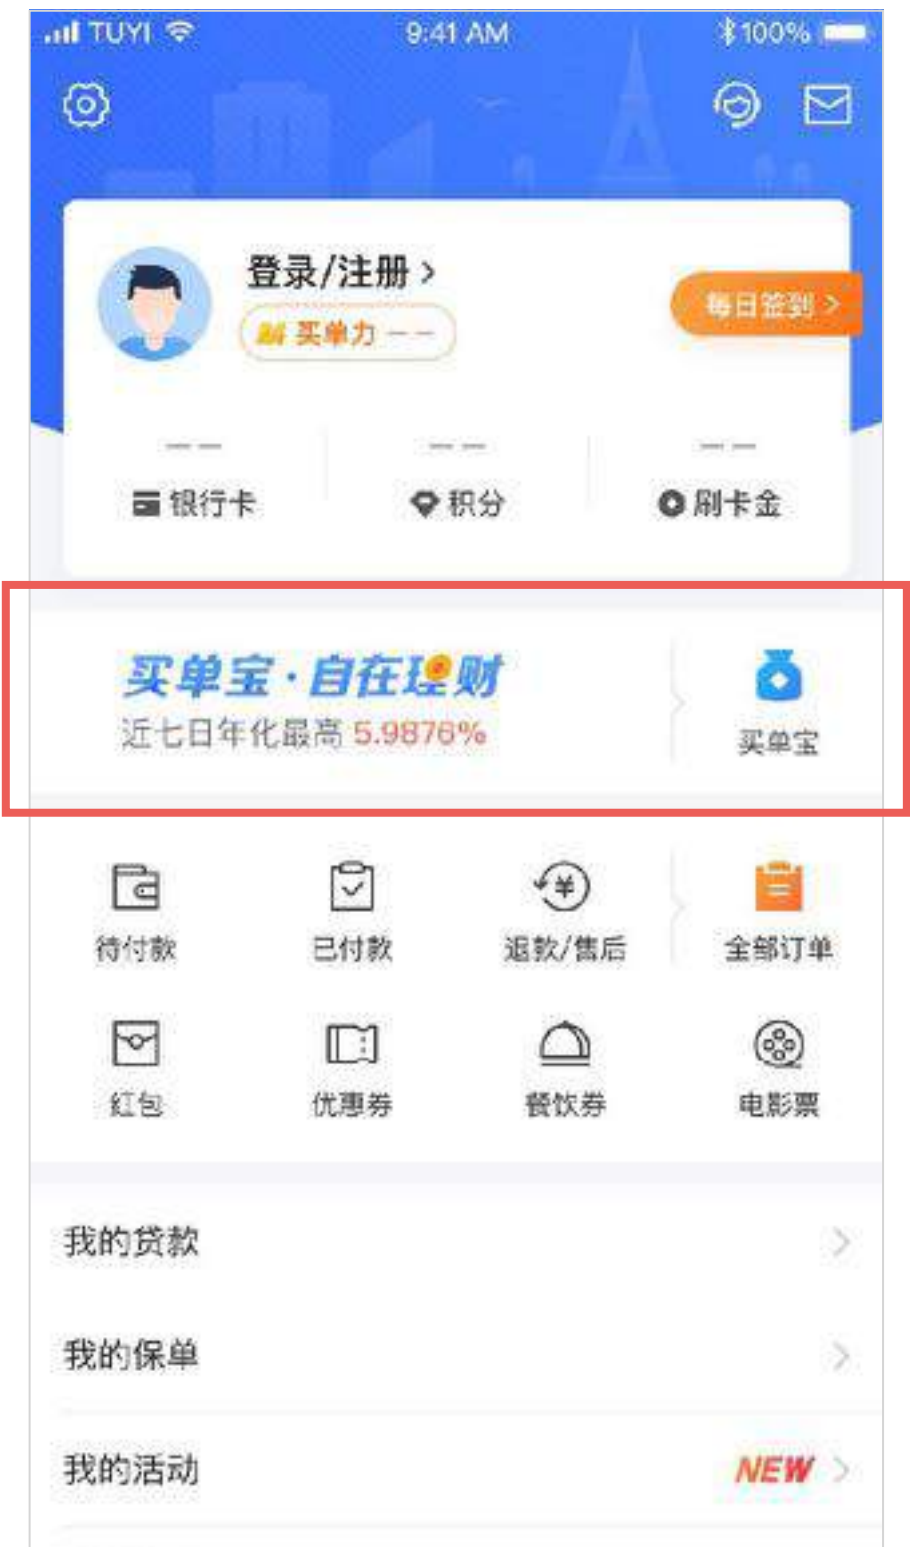 TUYI 9:41 AM 100%
登录/注册 >
买单力 – –
每日签到 >
– – – – – –
银行卡 积分 刷卡金
买单宝·自在理财
近七日年化最高 5.9876%
买单宝
待付款 已付款 退款/售后 全部订单
红包 优惠券 餐饮券 电影票
我的贷款
我的保单
我的活动 NEW